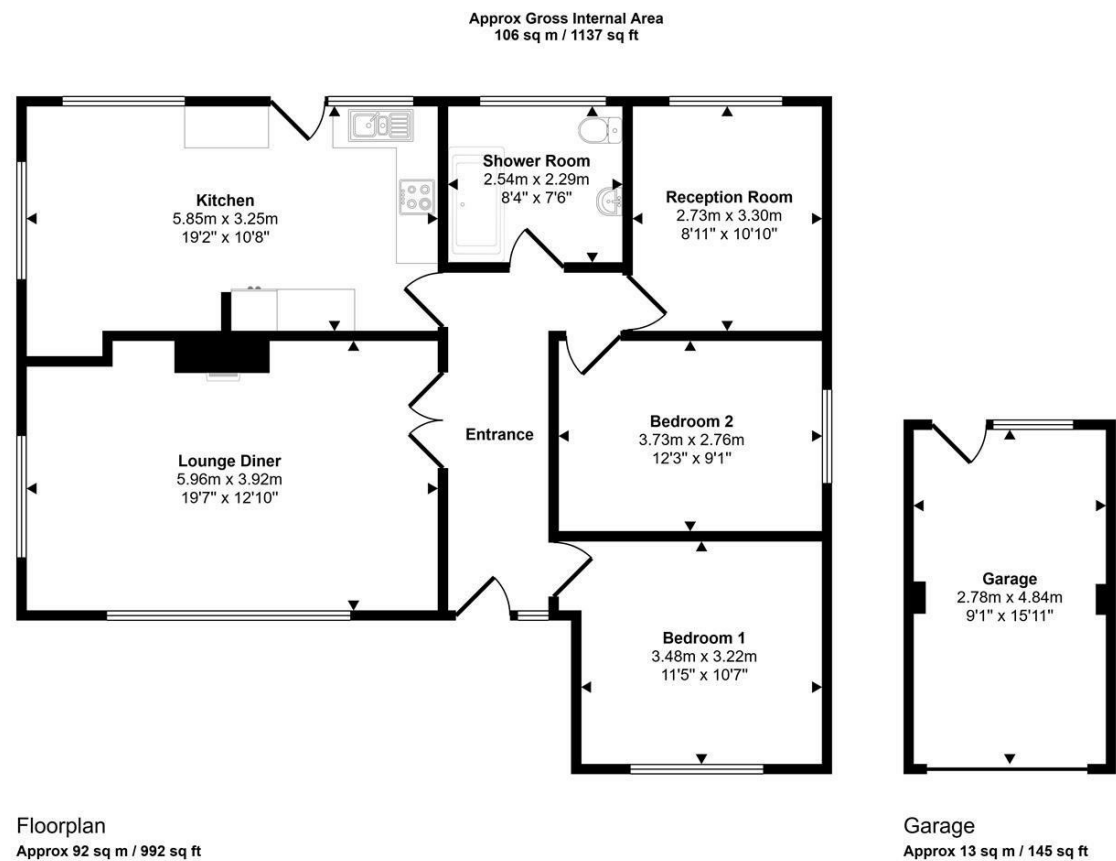 Approx Gross Internal Area
106 sq m / 1137 sq ft
Kitchen
5.85m x 3.25m
19'2" x 10'8"
Shower Room
2.54m x 2.29m
8'4" x 7'6"
Reception Room
2.73m x 3.30m
8'11" x 10'10"
Lounge Diner
5.96m x 3.92m
19'7" x 12'10"
Entrance
Bedroom 2
3.73m x 2.76m
12'3" x 9'1"
Bedroom 1
3.48m x 3.22m
11'5" x 10'7"
Garage
2.78m x 4.84m
9'1" x 15'11"
Floorplan
Approx 92 sq m / 992 sq ft
Garage
Approx 13 sq m / 145 sq ft